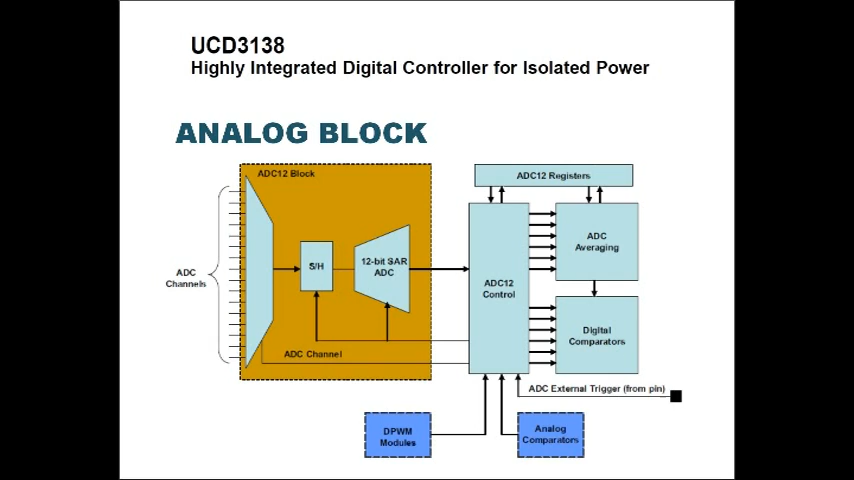 UCD3138
Highly Integrated Digital Controller for Isolated Power
ANALOG BLOCK
ADC12 Block
ADC12 Registers
ADC
Averaging
ADC
Channels
S/H
12-bit SAR
ADC
ADC12
Control
Digital
Comparators
ADC Channel
ADC External Trigger (from pin)
DPWM
Modules
Analog
Comparators